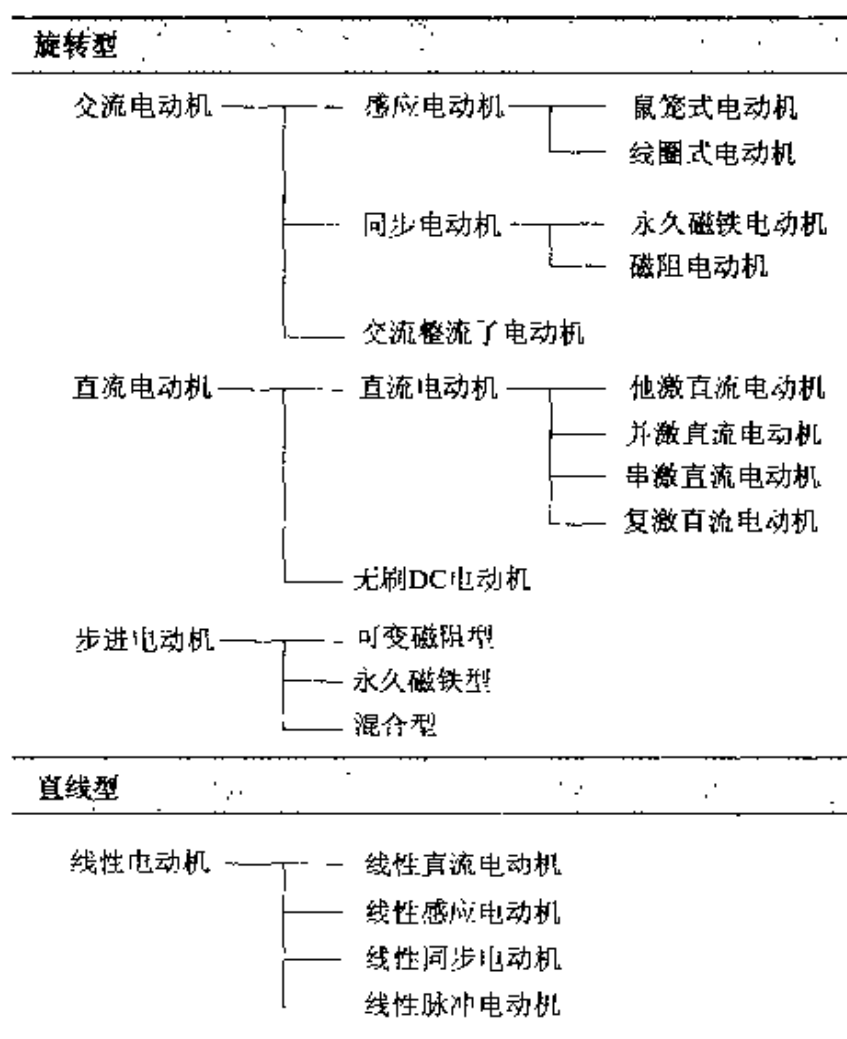 旋转型
交流电动机 感应电动机 鼠笼式电动机
线圈式电动机
同步电动机 永久磁铁电动机
磁阻电动机
交流整流了电动机
直流电动机 直流电动机 他激直流电动机
并激直流电动机
串激直流电动机
复激直流电动机
无刷DC电动机
步进电动机 可变磁阻型
永久磁铁型
混合型
直线型
线性电动机 线性直流电动机
线性感应电动机
线性同步电动机
线性脉冲电动机